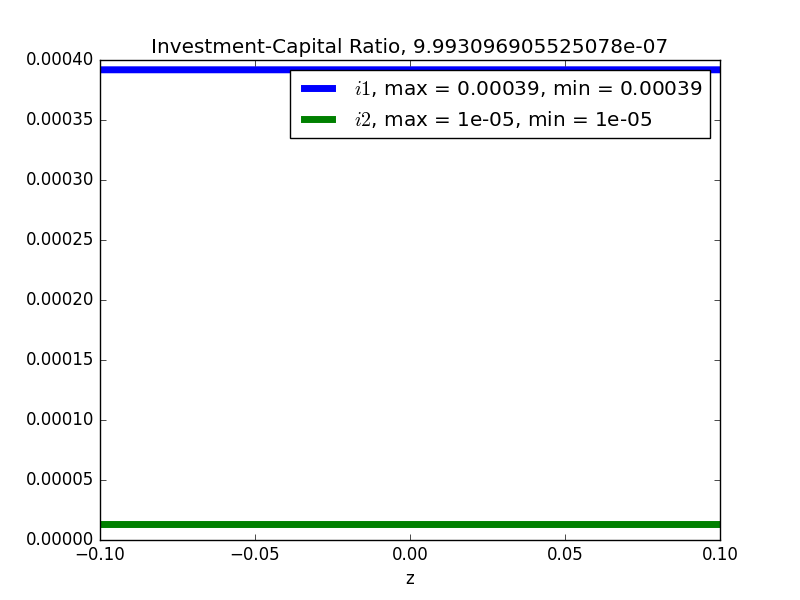 Investment-Capital Ratio, 9.993096905525078e-07
0.00040
i1, max = 0.00039, min = 0.00039
i2, max = 1e-05, min = 1e-05
0.00035
0.00030
0.00025
0.00020
0.00015
0.00010
0.00005
0.00000
−0.10 −0.05 0.00 0.05 0.10
z